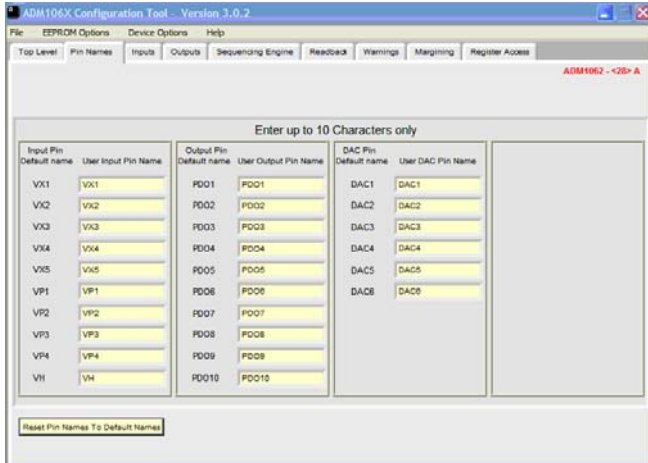 ADM106X Configuration Tool - Version 3.0.2
File EEPROM Options Device Options Help
Top Level Pin Names Inputs Outputs Sequencing Engine Readback Warnings Margining Register Access
ADM1062 - <28> A
Enter up to 10 Characters only
Input Pin
Default name User Input Pin Name
VX1 VX1
VX2 VX2
VX3 VX3
VX4 VX4
VX5 VX5
VP1 VP1
VP2 VP2
VP3 VP3
VP4 VP4
VH VH
Output Pin
Default name User Output Pin Name
PDO1 PDO1
PDO2 PDO2
PDO3 PDO3
PDO4 PDO4
PDO5 PDO5
PDO6 PDO6
PDO7 PDO7
PDO8 PDO8
PDO9 PDO9
PDO10 PDO10
DAC Pin
Default name User DAC Pin Name
DAC1 DAC1
DAC2 DAC2
DAC3 DAC3
DAC4 DAC4
DAC5 DAC5
DAC6 DAC6
Reset Pin Names To Default Names